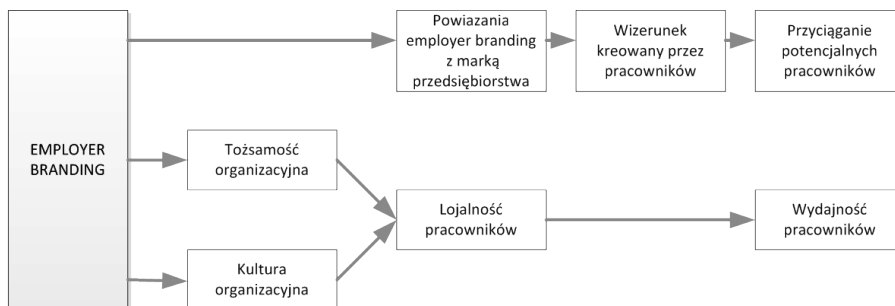 EMPLOYER
BRANDING
Powiazania
employer branding
z marką
przedsiębiorstwa
Wizerunek
kreowany przez
pracowników
Przyciąganie
potencjalnych
pracowników
Tożsamość
organizacyjna
Lojalność
pracowników
Wydajność
pracowników
Kultura
organizacyjna